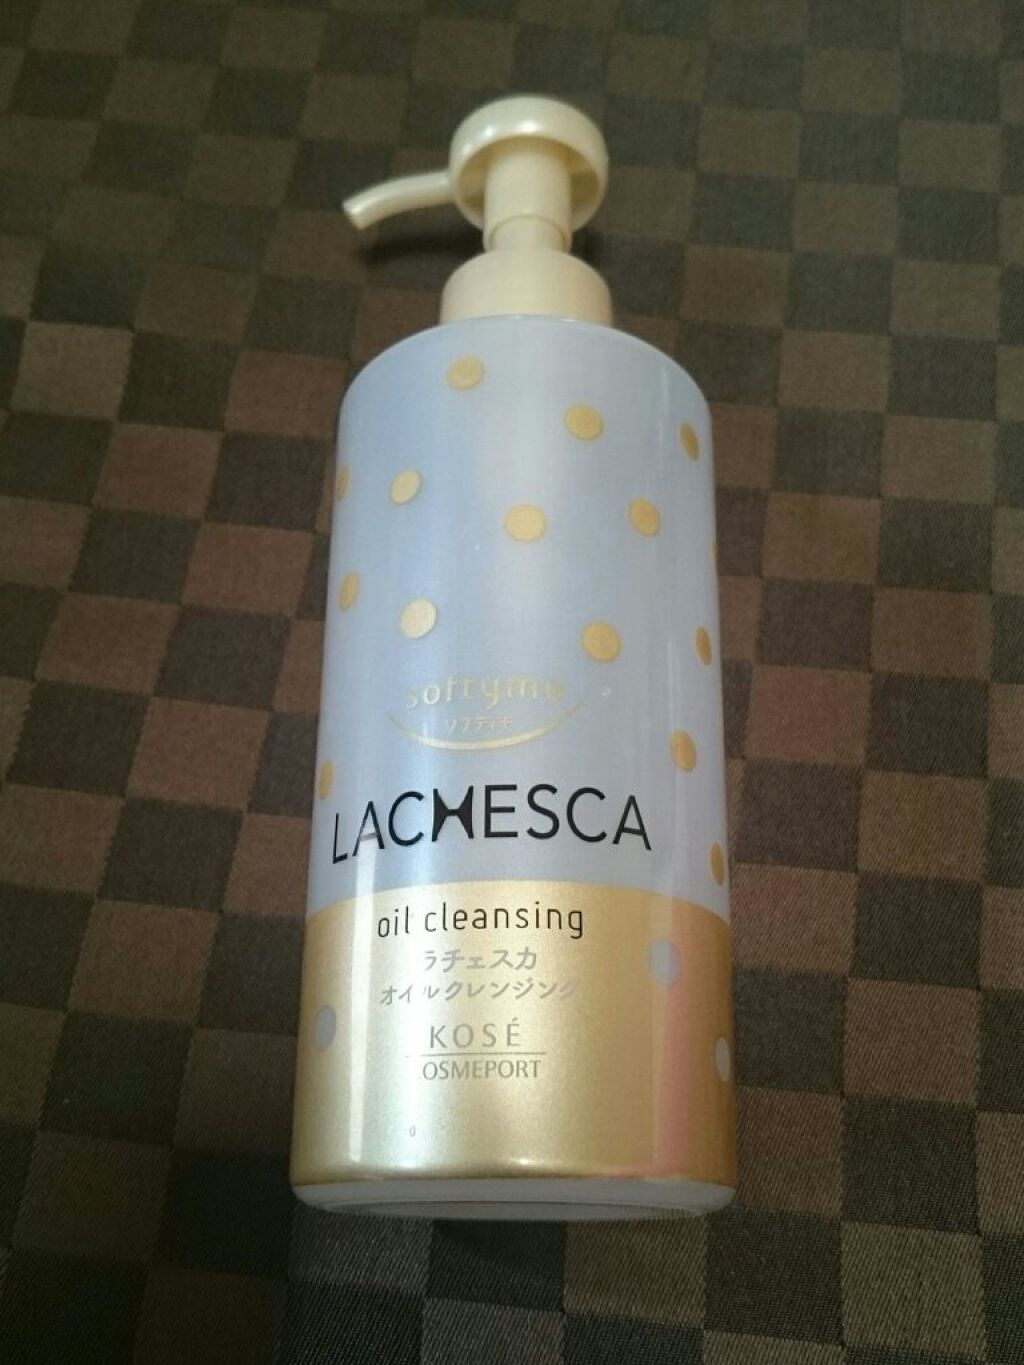 softymo
ソフティモ
LACHESCA
oil cleansing
ラチェスカ
オイルクレンジング
KOSÉ
OSMEPORT